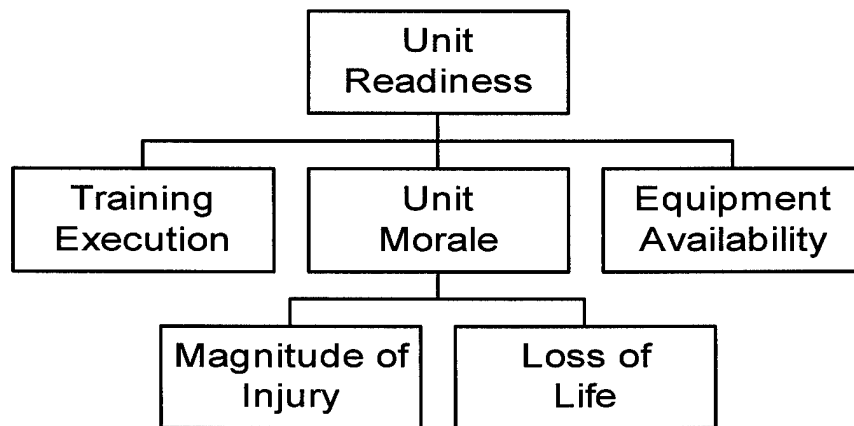 Unit
Readiness
Training
Execution
Unit
Morale
Equipment
Availability
Magnitude of
Injury
Loss of
Life